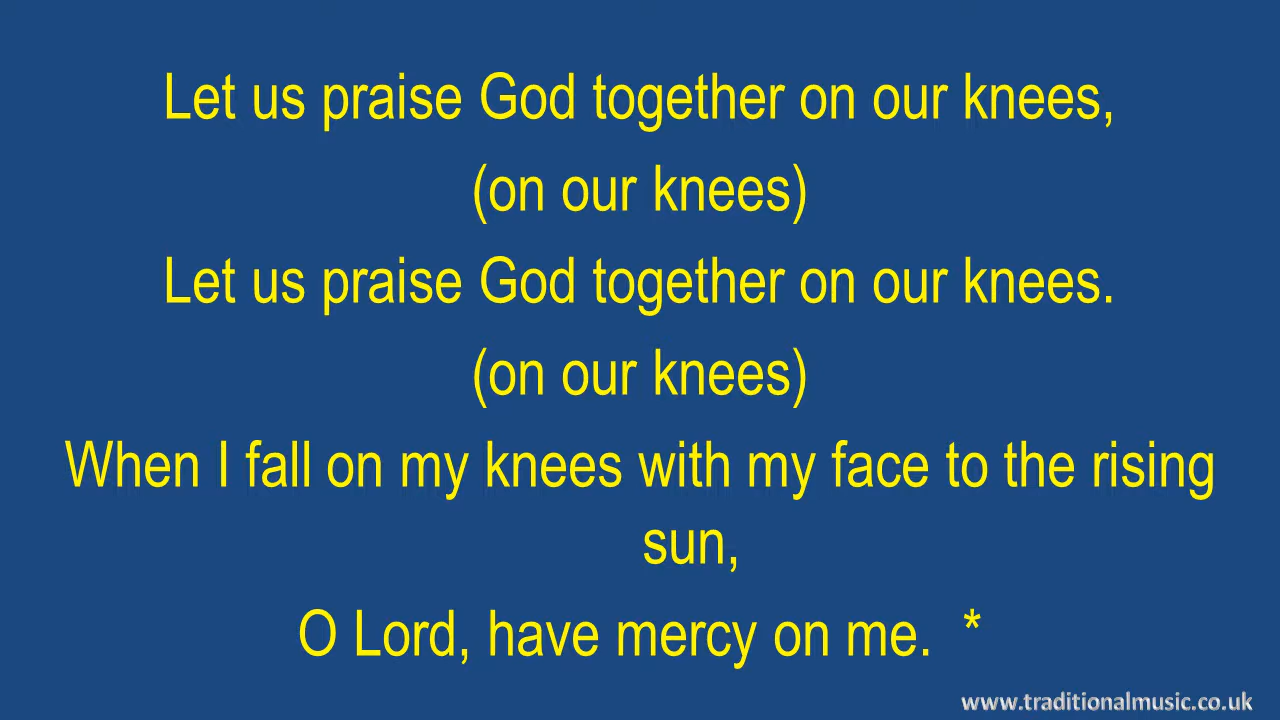 Let us praise God together on our knees,
(on our knees)
Let us praise God together on our knees.
(on our knees)
When I fall on my knees with my face to the rising
sun,
O Lord, have mercy on me.  *
www.traditionalmusic.co.uk